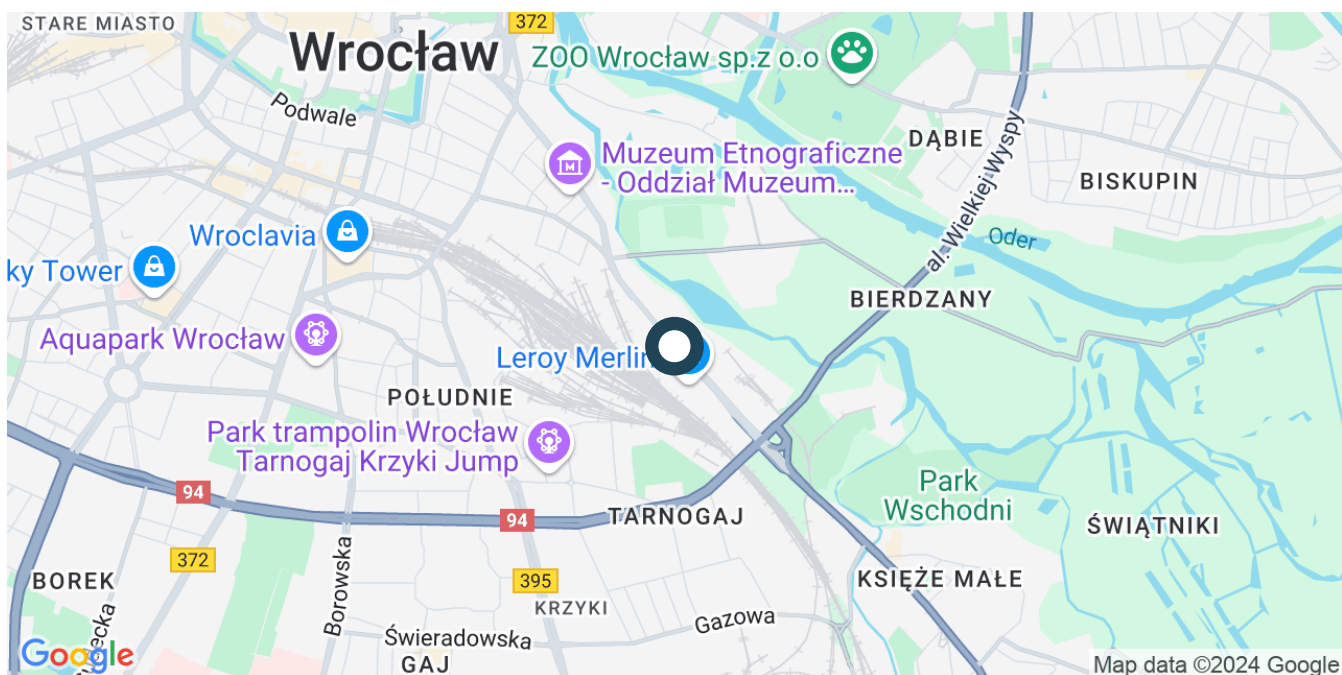 STARE MIASTO
372
Wrocław
ZOO Wrocław sp.z o.o
Podwale
DĄBIE
al. Wielkiej Wyspy
Muzeum Etnograficzne
- Oddział Muzeum...
BISKUPIN
Wroclavia
Oder
ky Tower
BIERDZANY
Aquapark Wrocław
Leroy Merlin
POŁUDNIE
Park trampolin Wrocław
Tarnogaj Krzyki Jump
94
94
Park
Wschodni
TARNOGAJ
ŚWIĄTNIKI
372
Borowska
BOREK
395
KSIĘŻE MAŁE
KRZYKI
Gazowa
Świeradowska
GAJ
Google
Map data ©2024 Google